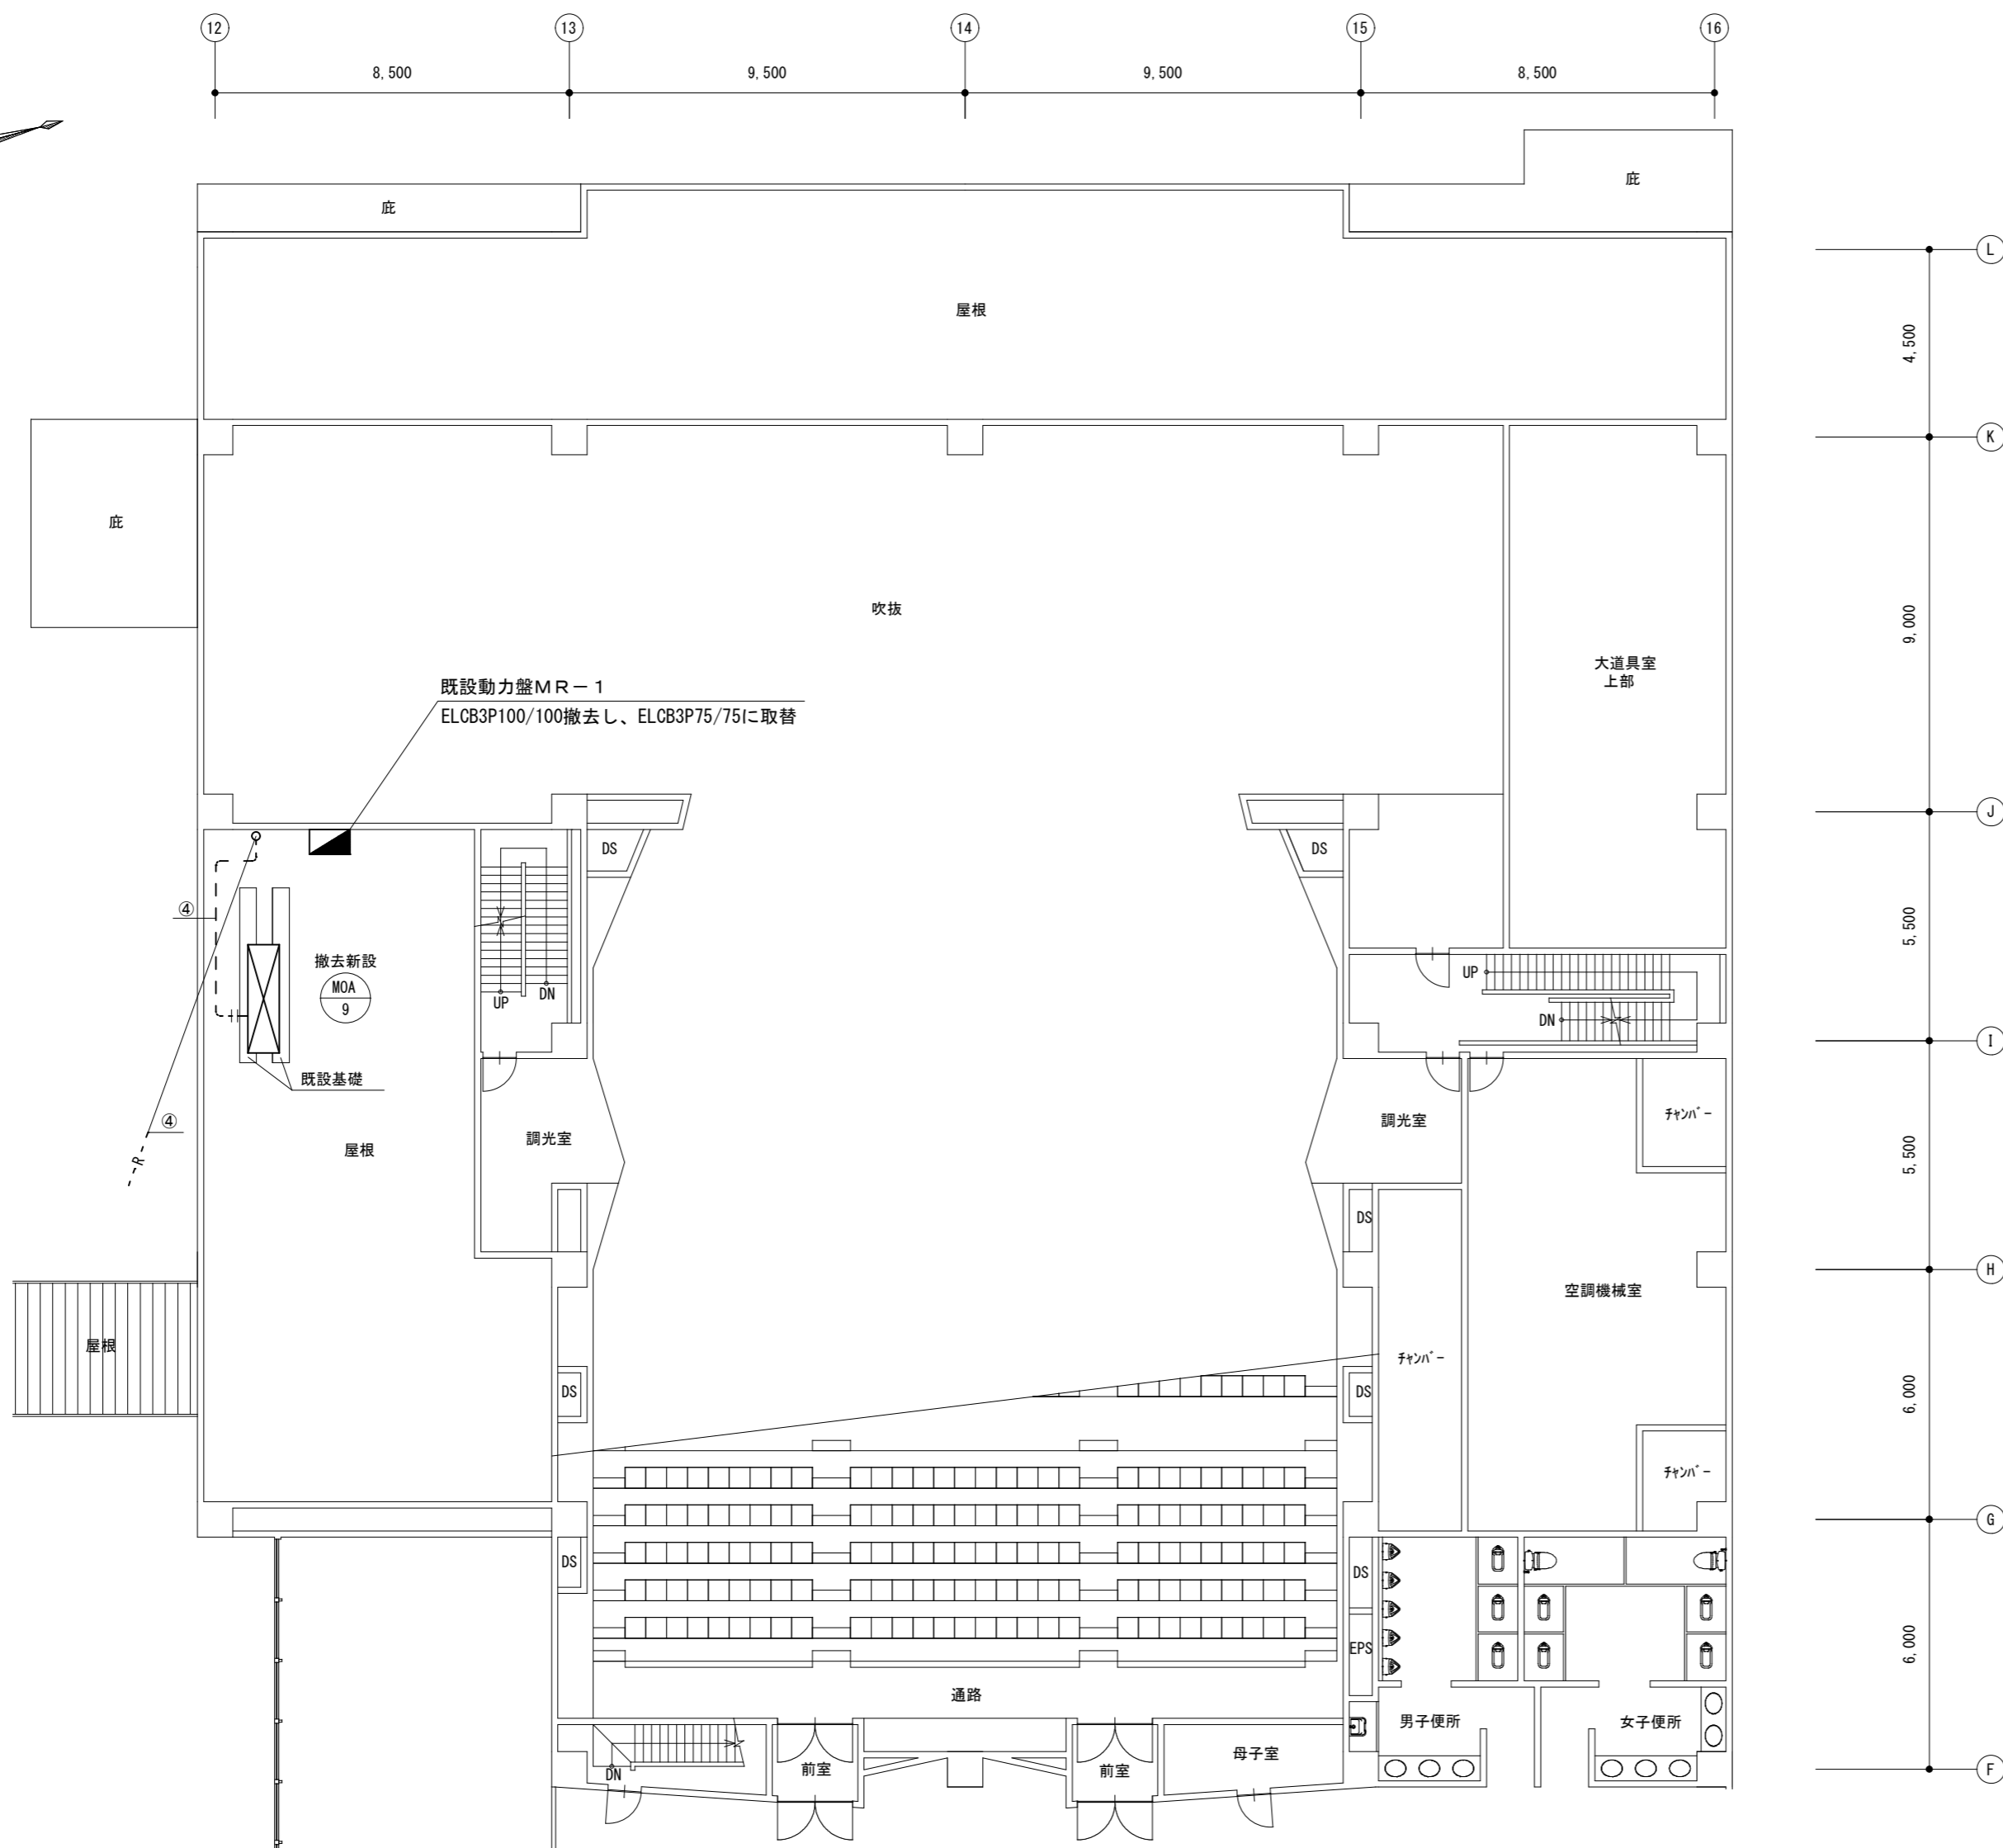 12
13
14
15
16
8,500
9,500
9,500
8,500
庇
庇
L
屋根
4,500
K
庇
吹抜
9,000
大道具室
上部
既設動力盤MR－1
ELCB3P100/100撤去し、ELCB3P75/75に取替
J
DS
DS
④
5,500
撤去新設
MOA
9
UP
DN
UP
DN
I
既設基礎
④
R
屋根
調光室
調光室
チャンバー
5,500
DS
H
空調機械室
屋根
チャンバー
DS
DS
6,000
チャンバー
G
DS
DS
EPS
6,000
通路
男子便所
女子便所
DN
前室
前室
母子室
F